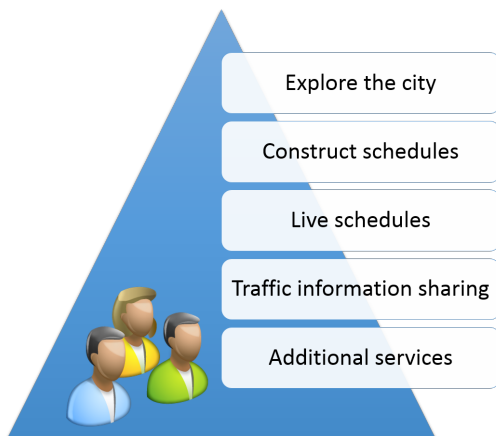 Explore the city
Construct schedules
Live schedules
Traffic information sharing
Additional services